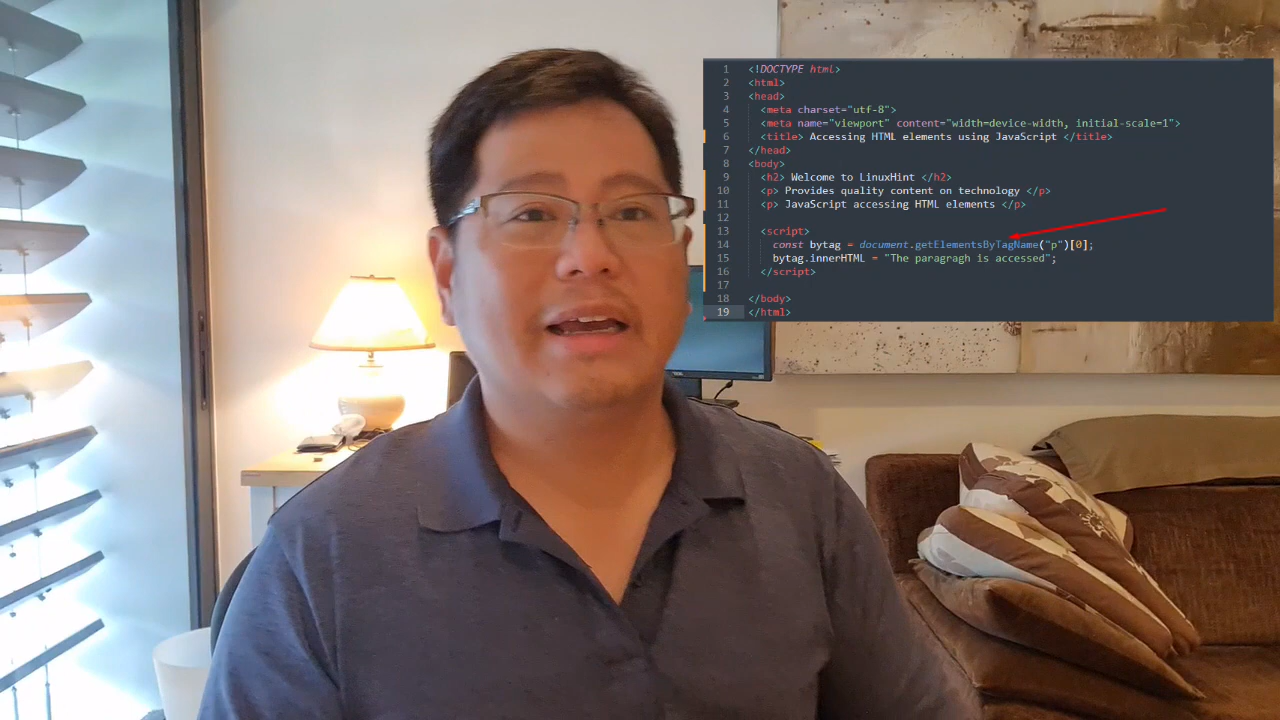 1 <!DOCTYPE html>
2 <html>
3 <head>
4 <meta charset="utf-8">
5 <meta name="viewport" content="width=device-width, initial-scale=1">
6 <title> Accessing HTML elements using JavaScript </title>
7 </head>
8 <body>
9 <h2> Welcome to LinuxHint </h2>
10 <p> Provides quality content on technology </p>
11 <p> JavaScript accessing HTML elements </p>
12
13 <script>
14 const bytag = document.getElementsByTagName("p")[0];
15 bytag.innerHTML = "The paragragh is accessed";
16 </script>
17
18 </body>
19 </html>